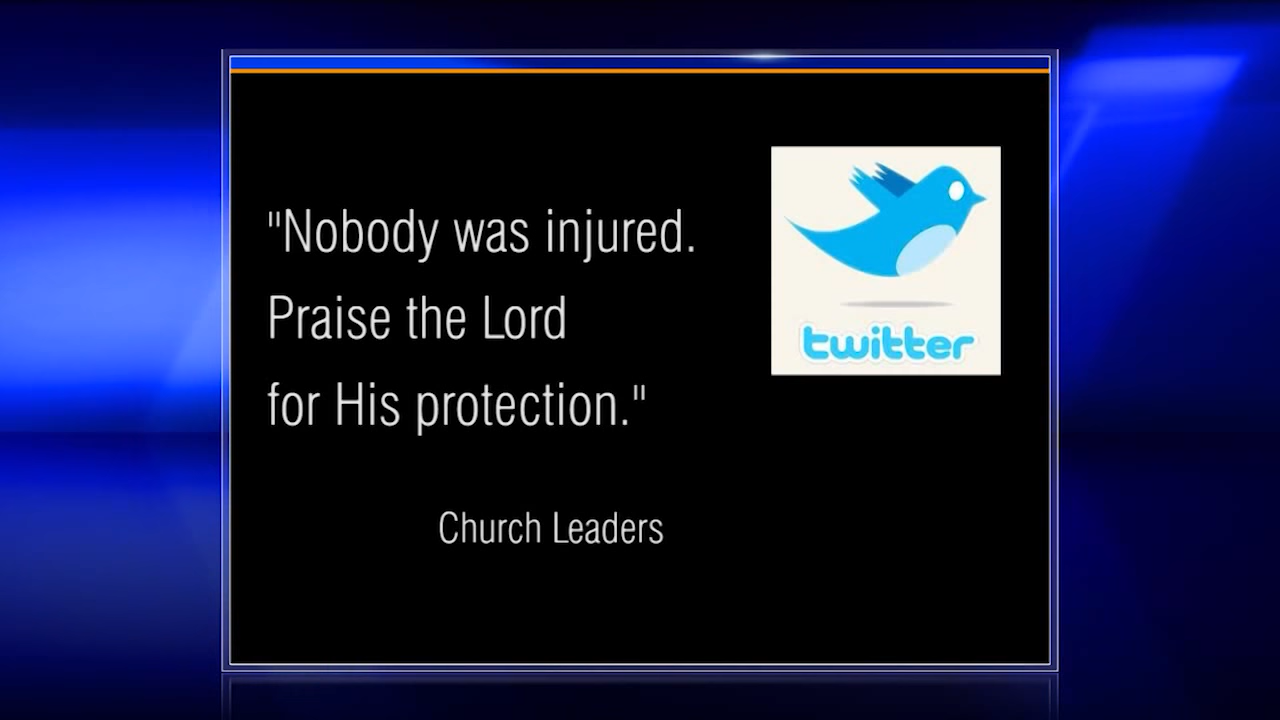 "Nobody was injured.
Praise the Lord
for His protection."
Church Leaders
twitter